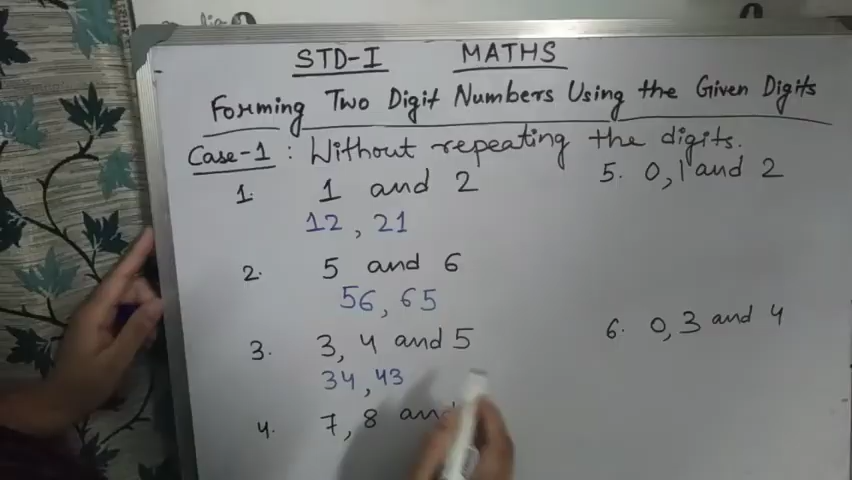 STD-I MATHS
Forming Two Digit Numbers Using the Given Digits
Case-1 : Without repeating the digits.
1. 1 and 2
12, 21
2. 5 and 6
56, 65
3. 3, 4 and 5
34, 43
4. 7, 8 and
5. 0, 1 and 2
6. 0, 3 and 4